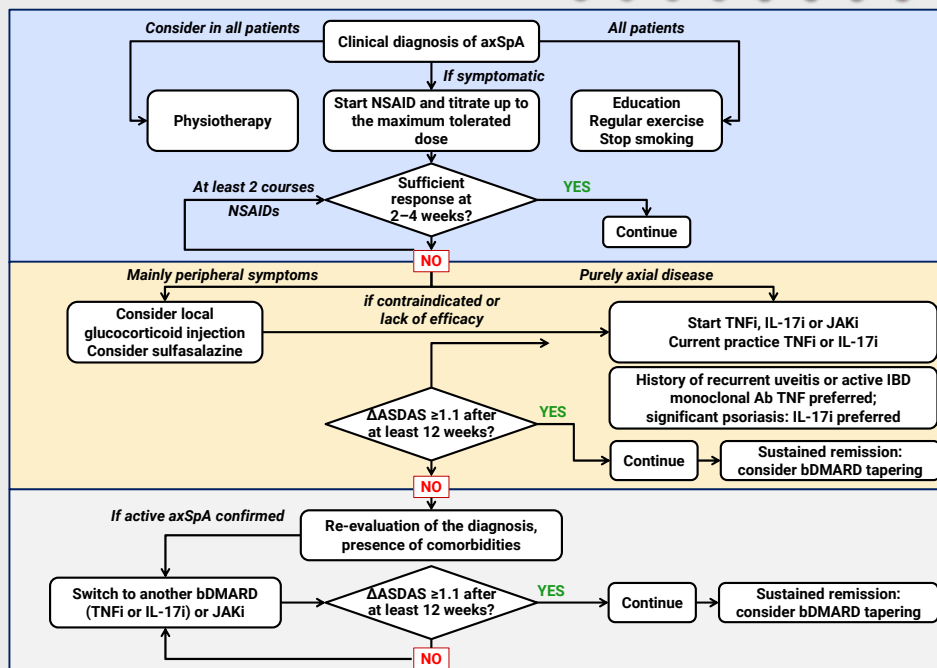 Consider in all patients
Clinical diagnosis of axSpA
All patients
If symptomatic
Physiotherapy
Start NSAID and titrate up to
the maximum tolerated
dose
Education
Regular exercise
Stop smoking
At least 2 courses
NSAIDs
Sufficient
response at
2–4 weeks?
YES
Continue
NO
Mainly peripheral symptoms
Purely axial disease
Consider local
glucocorticoid injection
Consider sulfasalazine
if contraindicated or
lack of efficacy
Start TNFi, IL-17i or JAKi
Current practice TNFi or IL-17i
History of recurrent uveitis or active IBD
monoclonal Ab TNF preferred;
significant psoriasis: IL-17i preferred
ΔASDAS ≥1.1 after
at least 12 weeks?
YES
Continue
Sustained remission:
consider bDMARD tapering
NO
If active axSpA confirmed
Re-evaluation of the diagnosis,
presence of comorbidities
Switch to another bDMARD
(TNFi or IL-17i) or JAKi
ΔASDAS ≥1.1 after
at least 12 weeks?
YES
Continue
Sustained remission:
consider bDMARD tapering
NO